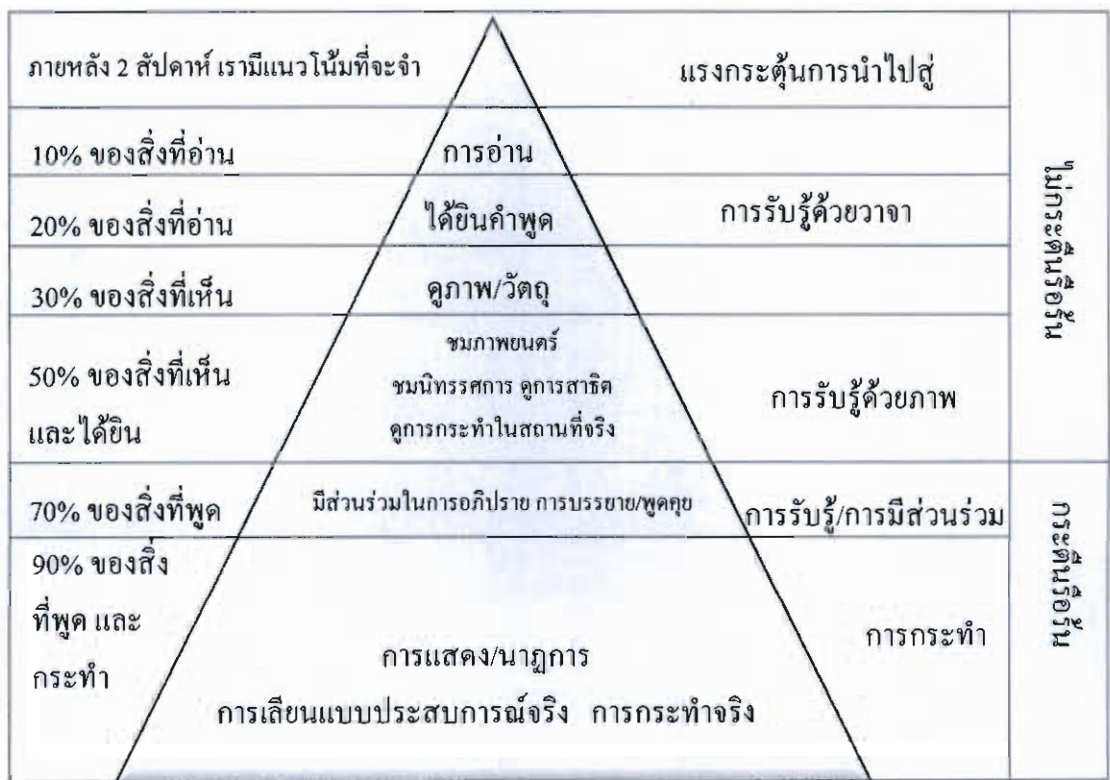 ภายหลัง 2 สัปดาห์ เรามีแนวโน้มที่จะจำ
แรงกระตุ้นการนำไปสู่
10% ของสิ่งที่อ่าน
การอ่าน
20% ของสิ่งที่อ่าน
ได้ยินคำพูด
การรับรู้ด้วยวาจา
30% ของสิ่งที่เห็น
ดูภาพ/วัตถุ
50% ของสิ่งที่เห็น
และได้ยิน
ชมภาพยนตร์
ชมนิทรรศการ ดูการสาธิต
ดูการกระทำในสถานที่จริง
การรับรู้ด้วยภาพ
ไม่กระตือรือร้น
70% ของสิ่งที่พูด
มีส่วนร่วมในการอภิปราย การบรรยาย/พูดคุย
การรับรู้/การมีส่วนร่วม
90% ของสิ่ง
ที่พูด และ
กระทำ
การแสดง/นาฏการ
การเลียนแบบประสบการณ์จริง การกระทำจริง
การกระทำ
กระตือรือร้น